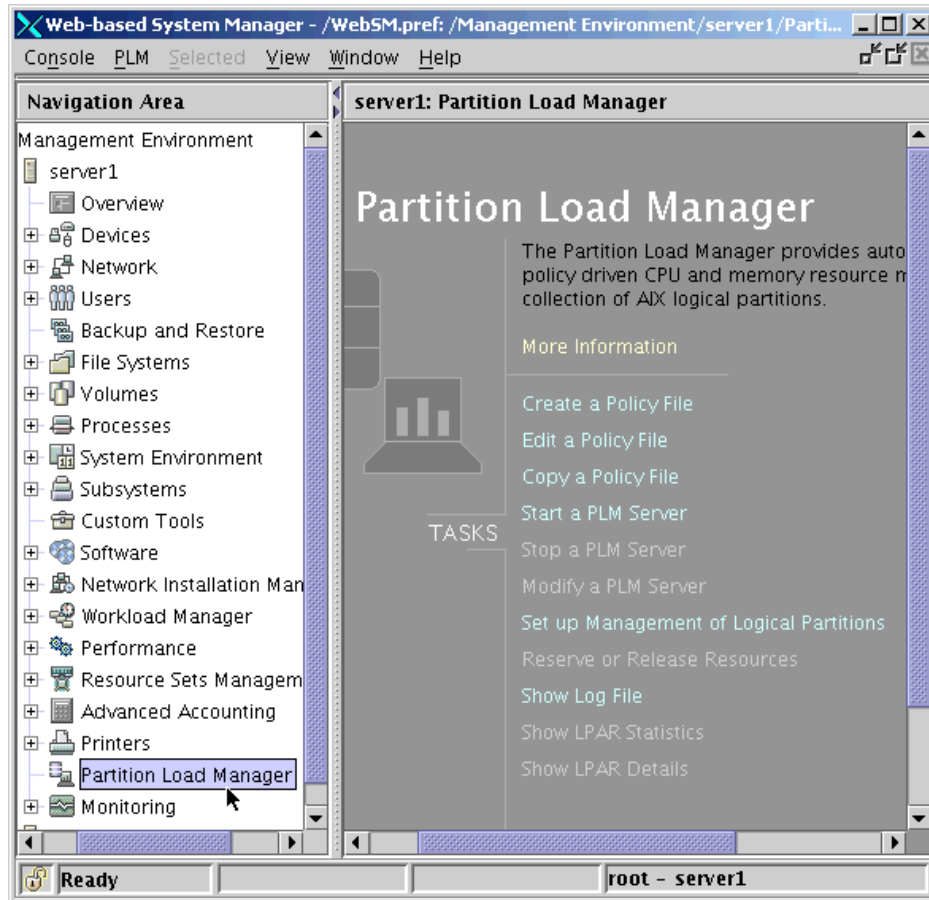 Web-based System Manager - /WebSM.pref: /Management Environment/server1/Parti...
Console PLM Selected View Window Help
Navigation Area
Management Environment
server1
Overview
Devices
Network
Users
Backup and Restore
File Systems
Volumes
Processes
System Environment
Subsystems
Custom Tools
Software
Network Installation Man
Workload Manager
Performance
Resource Sets Managem
Advanced Accounting
Printers
Partition Load Manager
Monitoring
server1: Partition Load Manager
Partition Load Manager
The Partition Load Manager provides auto
policy driven CPU and memory resource m
collection of AIX logical partitions.
More Information
TASKS
Create a Policy File
Edit a Policy File
Copy a Policy File
Start a PLM Server
Stop a PLM Server
Modify a PLM Server
Set up Management of Logical Partitions
Reserve or Release Resources
Show Log File
Show LPAR Statistics
Show LPAR Details
Ready
root - server1